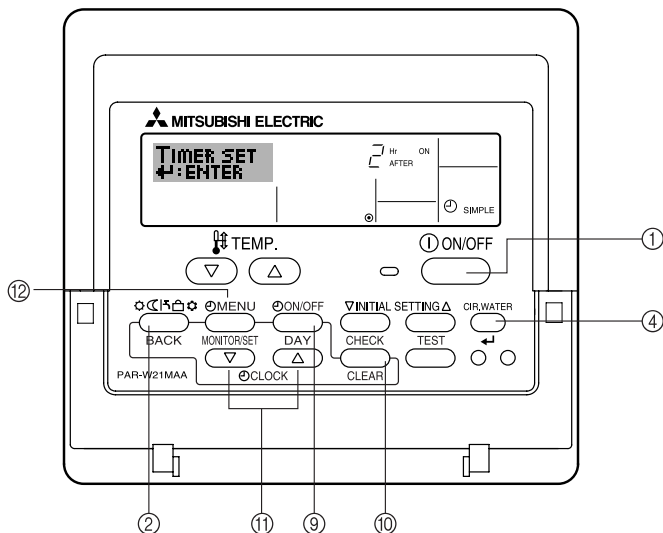 MITSUBISHI ELECTRIC
TIMER SET
↵:ENTER
2 Hr ON
AFTER
SIMPLE
TEMP.
ON/OFF
①
⑫
MENU
ON/OFF
▽INITIAL SETTING△
CIR.WATER
④
BACK
MONITOR/SET
DAY
CHECK
TEST
↵
PAR-W21MAA
CLOCK
CLEAR
②
⑪
⑨
⑩